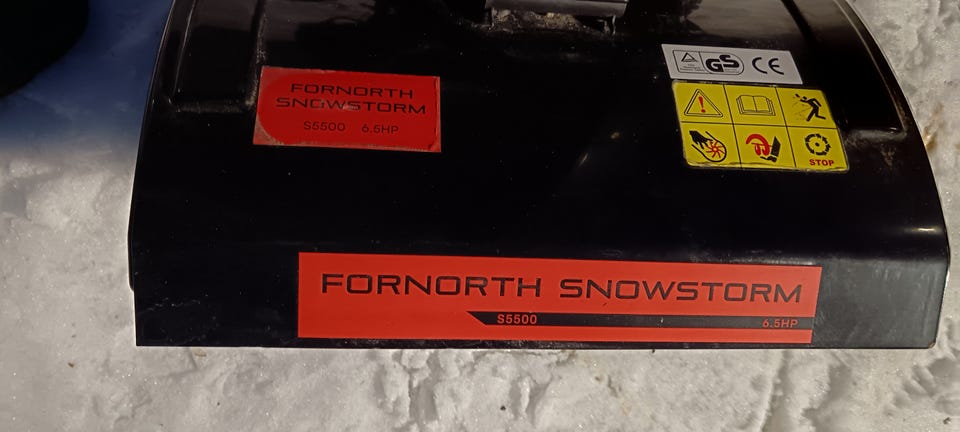 FORNORTH
SNOWSTORM
S5500 6.5HP
GS CE
STOP
FORNORTH SNOWSTORM
S5500 6.5HP